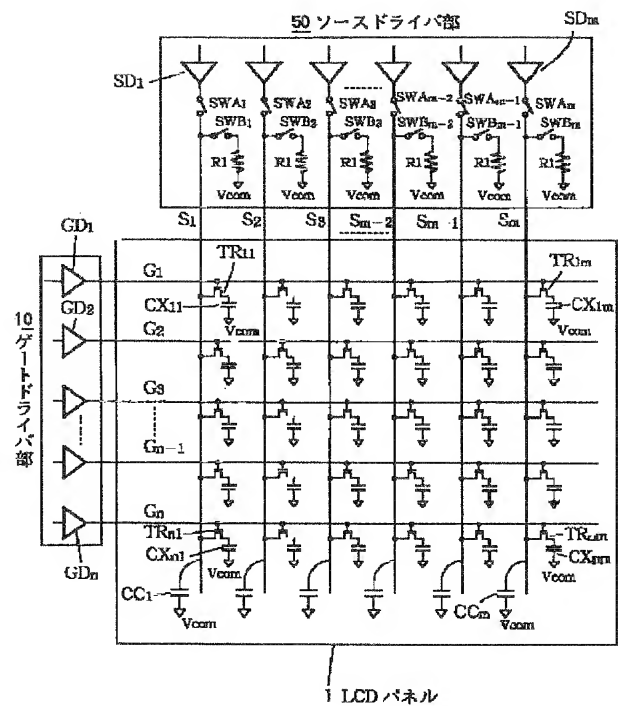 50 ソースドライバ部
SD1 SDm
SWA1 SWA2 SWA3 SWAm-2 SWAm-1 SWAm
SWB1 SWB2 SWB3 SWBm-2 SWBm-1 SWBm
R1 R1 R1 R1 R1 R1
Vcom Vcom Vcom Vcom Vcom Vcom
S1 S2 S3 Sm-2 Sm-1 Sm
GD1
10 ゲートドライバ部
G1 TR11 TR1m
CX11 CX1m
GD2
Vcom Vcom
G2
G3
Gn-1
Gn
TRn1 TRnm
CXn1 CXnm
GDn
Vcom Vcom
CC1 CCm
Vcom Vcom
1 LCD パネル